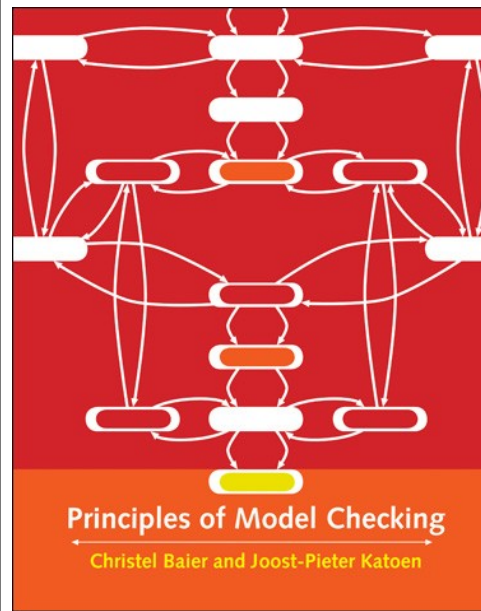 Principles of Model Checking
Christel Baier and Joost-Pieter Katoen